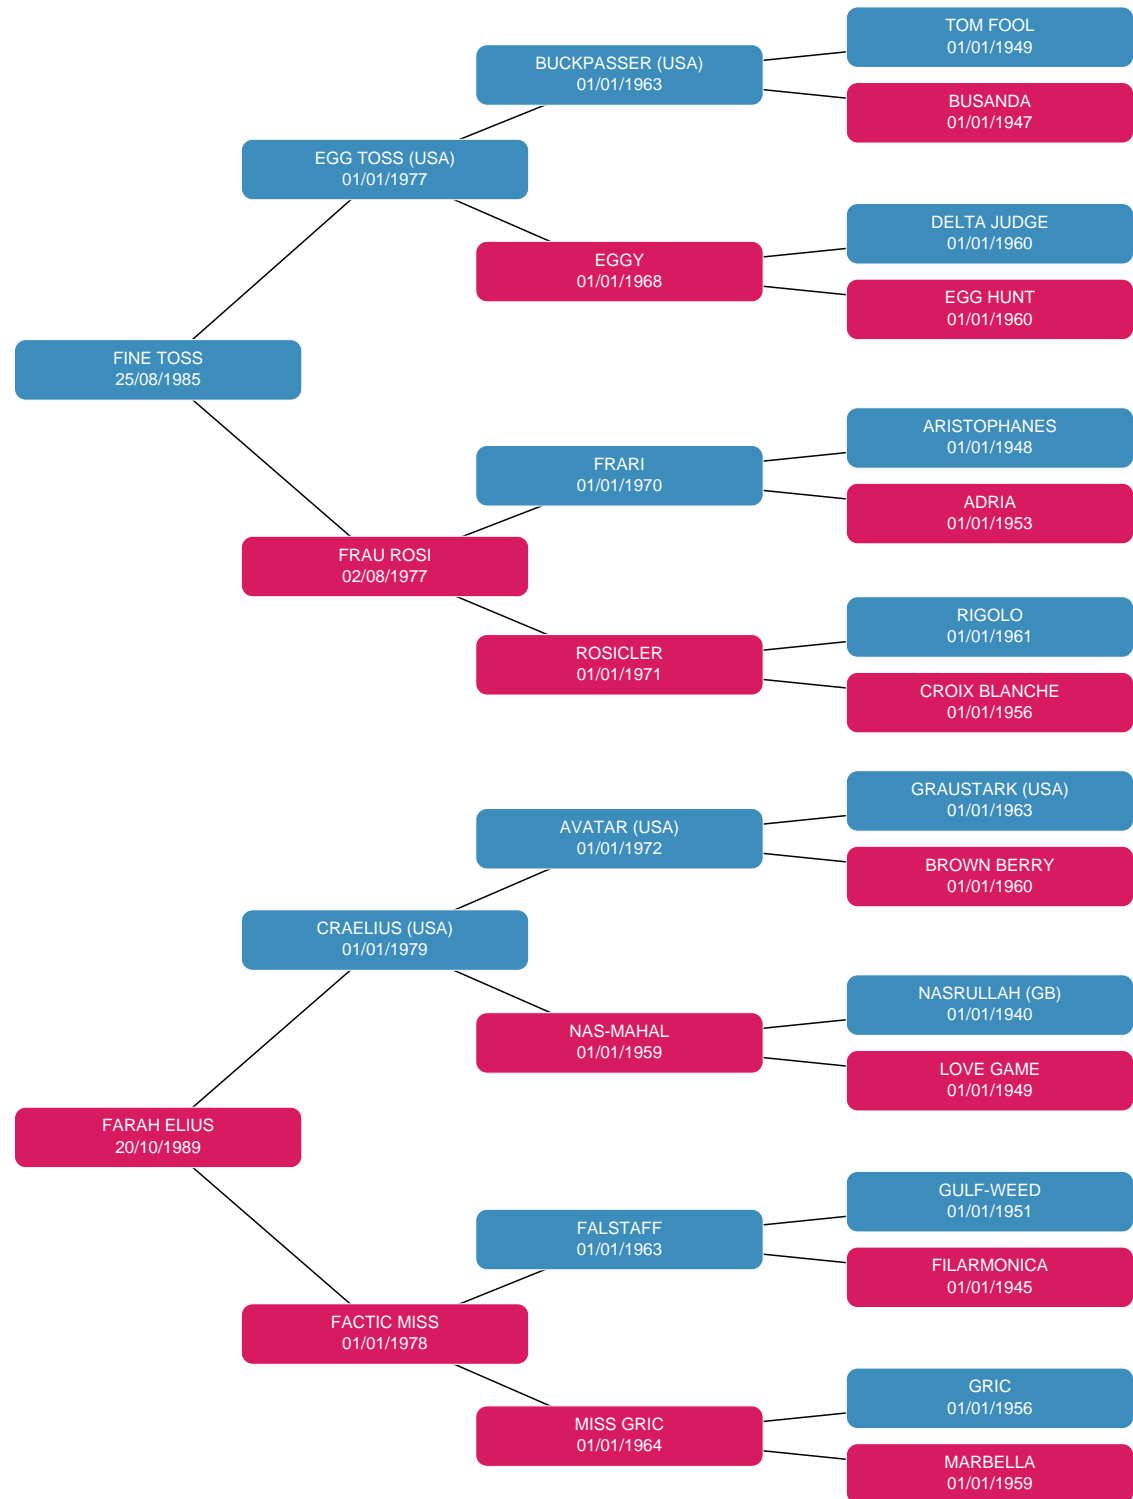 TOM FOOL
01/01/1949
BUCKPASSER (USA)
01/01/1963
BUSANDA
01/01/1947
EGG TOSS (USA)
01/01/1977
DELTA JUDGE
01/01/1960
EGGY
01/01/1968
EGG HUNT
01/01/1960
FINE TOSS
25/08/1985
ARISTOPHANES
01/01/1948
FRARI
01/01/1970
ADRIA
01/01/1953
FRAU ROSI
02/08/1977
RIGOLO
01/01/1961
ROSICLER
01/01/1971
CROIX BLANCHE
01/01/1956
GRAUSTARK (USA)
01/01/1963
AVATAR (USA)
01/01/1972
BROWN BERRY
01/01/1960
CRAELIUS (USA)
01/01/1979
NASRULLAH (GB)
01/01/1940
NAS-MAHAL
01/01/1959
LOVE GAME
01/01/1949
FARAH ELIUS
20/10/1989
GULF-WEED
01/01/1951
FALSTAFF
01/01/1963
FILARMONICA
01/01/1945
FACTIC MISS
01/01/1978
GRIC
01/01/1956
MISS GRIC
01/01/1964
MARBELLA
01/01/1959